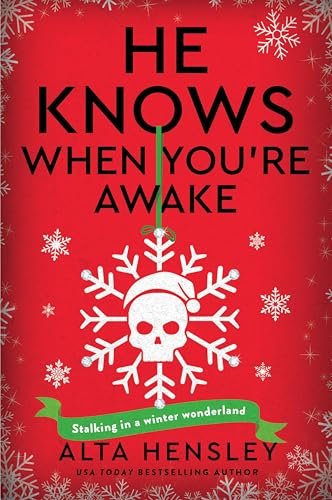 HE
KNOWS
WHEN YOU'RE
AWAKE
Stalking in a winter wonderland
ALTA HENSLEY
USA TODAY BESTSELLING AUTHOR